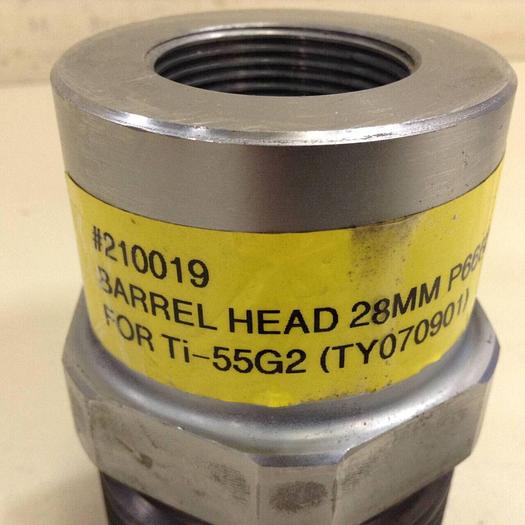 #210019
BARREL HEAD 28MM
FOR Ti-55G2 (TY070901)